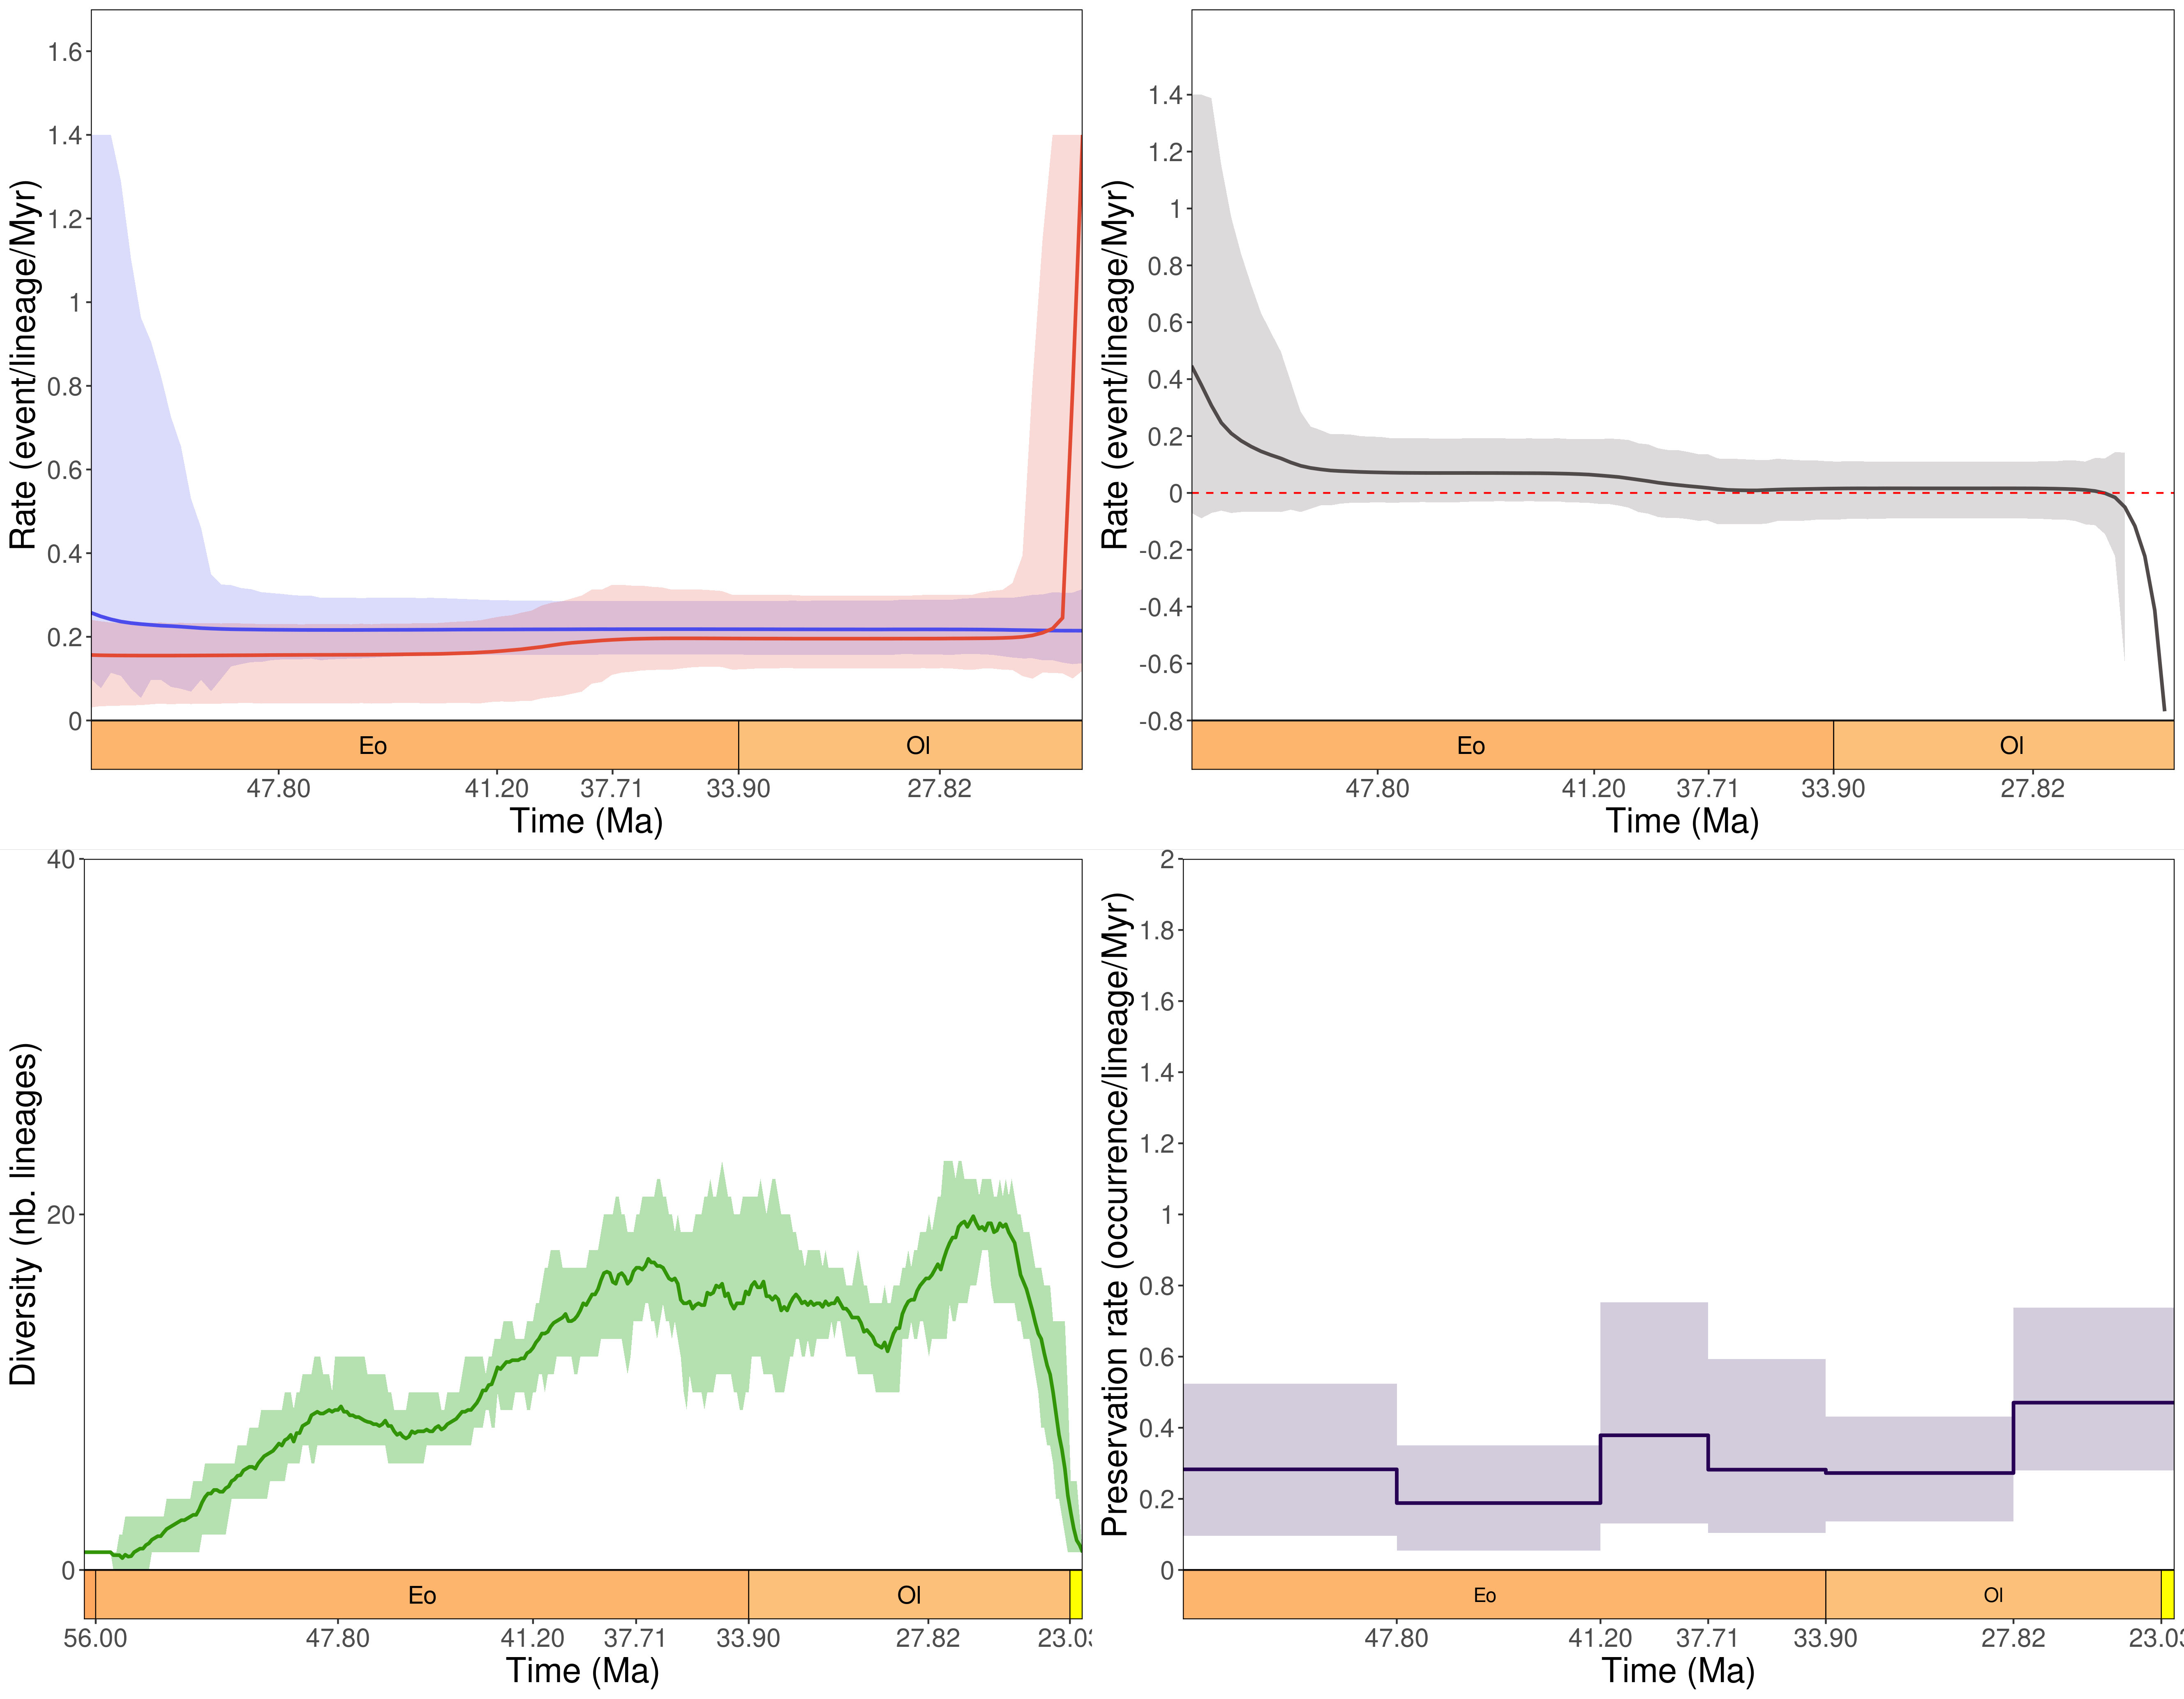 Rate (event/lineage/Myr)
1.6
1.4
1.2
1
0.8
0.6
0.4
0.2
0
Eo Ol
47.80 41.20 37.71 33.90 27.82
Time (Ma)
Rate (event/lineage/Myr)
1.4
1.2
1
0.8
0.6
0.4
0.2
0
-0.2
-0.4
-0.6
-0.8
Eo Ol
47.80 41.20 37.71 33.90 27.82
Time (Ma)
Diversity (nb. lineages)
40
20
0
Eo Ol
56.00 47.80 41.20 37.71 33.90 27.82 23.03
Time (Ma)
Preservation rate (occurrence/lineage/Myr)
2
1.8
1.6
1.4
1.2
1
0.8
0.6
0.4
0.2
0
Eo Ol
47.80 41.20 37.71 33.90 27.82 23.03
Time (Ma)